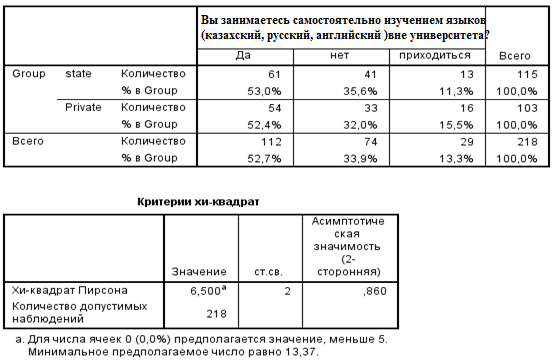 Вы занимаетесь самостоятельно изучением языков
(казахский, русский, английский )вне университета?
Да нет приходиться Всего
Group state Количество 61 41 13 115
% в Group 53,0% 35,6% 11,3% 100,0%
Private Количество 54 33 16 103
% в Group 52,4% 32,0% 15,5% 100,0%
Всего Количество 112 74 29 218
% в Group 52,7% 33,9% 13,3% 100,0%
Критерии хи-квадрат
Значение ст.св. Асимптотиче
ская
значимость
(2-
сторонняя)
Хи-квадрат Пирсона 6,500a 2 ,860
Количество допустимых
наблюдений 218
a. Для числа ячеек 0 (0,0%) предполагается значение, меньше 5.
Минимальное предполагаемое число равно 13,37.